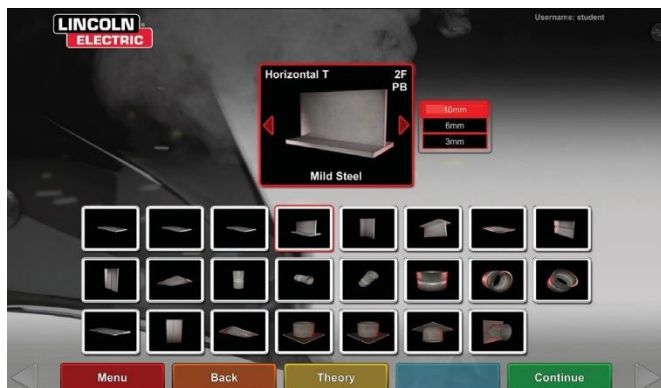 LINCOLN
ELECTRIC
Username: student
Horizontal T 2F
PB
Mild Steel
10mm
6mm
3mm
Menu Back Theory Continue